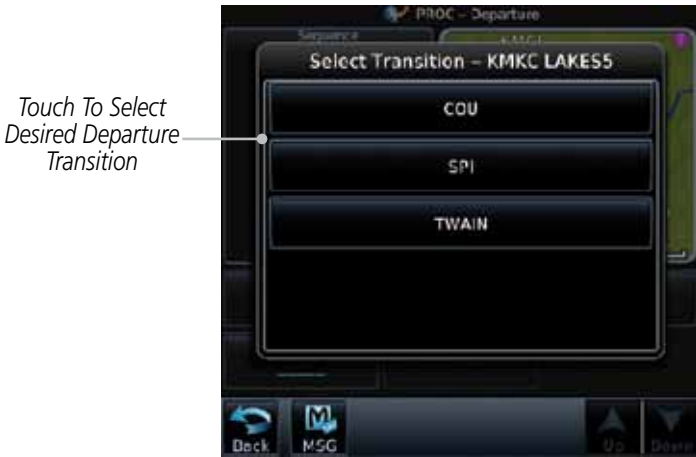 PROC – Departure
Sequence
Select Transition – KMKC LAKES5
Touch To Select
Desired Departure
Transition
COU
SPI
TWAIN
Back
MSG
Up
Down